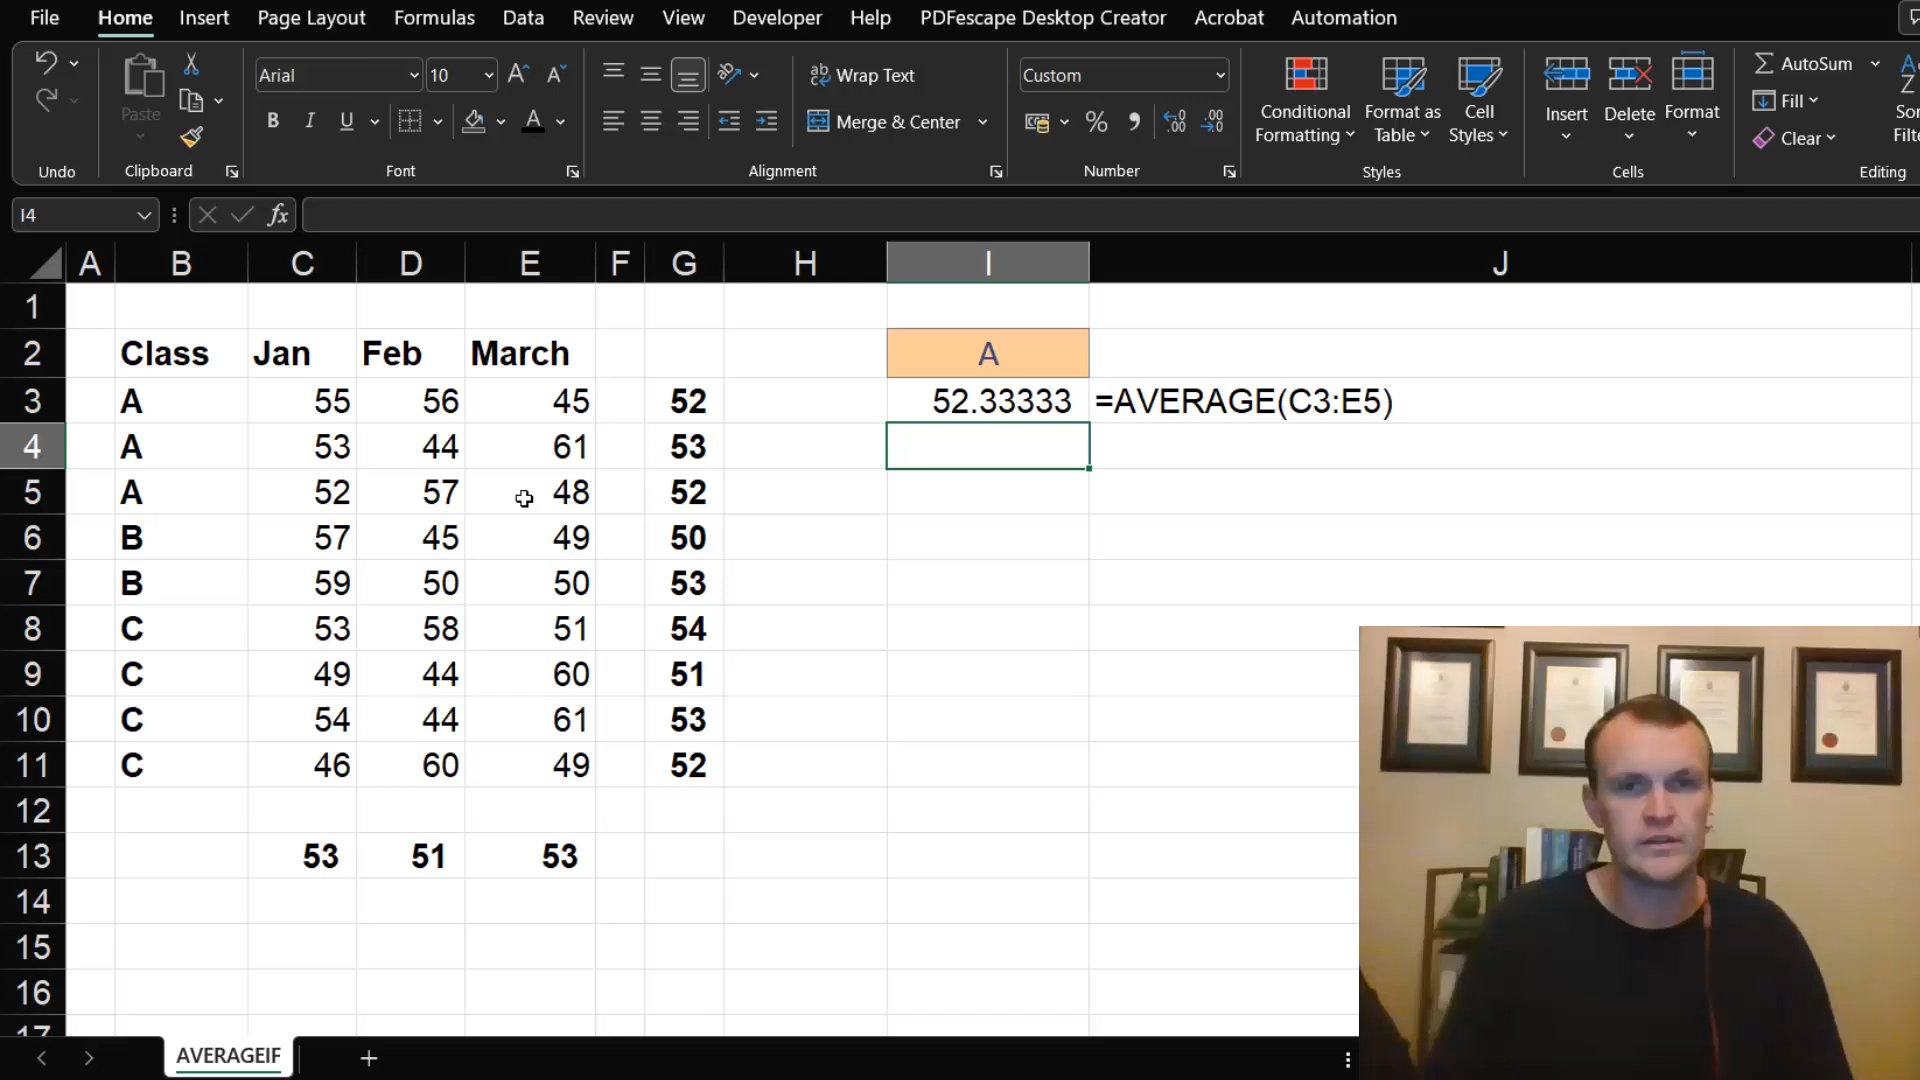 File Home Insert Page Layout Formulas Data Review View Developer Help PDFescape Desktop Creator Acrobat Automation
Arial 10 Wrap Text Custom AutoSum
Paste Merge & Center Conditional Formatting Format as Table Cell Styles Insert Delete Format Fill
Clear
Undo Clipboard Font Alignment Number Styles Cells Editing
I4 fx
A B C D E F G H I J
1
2 Class Jan Feb March A
3 A 55 56 45 52 52.33333 =AVERAGE(C3:E5)
4 A 53 44 61 53
5 A 52 57 48 52
6 B 57 45 49 50
7 B 59 50 50 53
8 C 53 58 51 54
9 C 49 44 60 51
10 C 54 44 61 53
11 C 46 60 49 52
12
13 53 51 53
14
15
16
17
AVERAGEIF